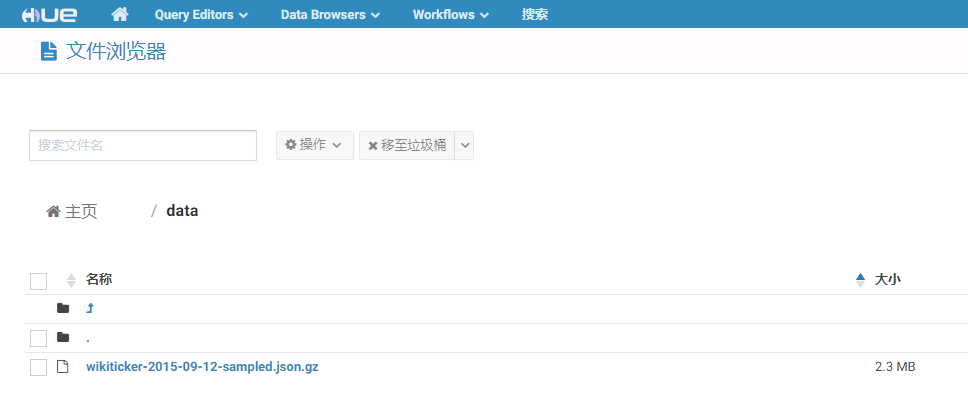 HUE Query Editors Data Browsers Workflows 搜索
文件浏览器
搜索文件名 操作 移至垃圾桶
主页 / data
名称 大小
.
wikiticker-2015-09-12-sampled.json.gz 2.3 MB